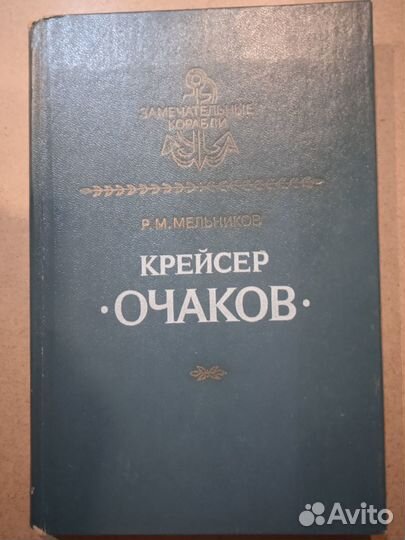 ЗАМЕЧАТЕЛЬНЫЕ
КОРАБЛИ
Р. М. МЕЛЬНИКОВ
КРЕЙСЕР
·ОЧАКОВ·
Avito